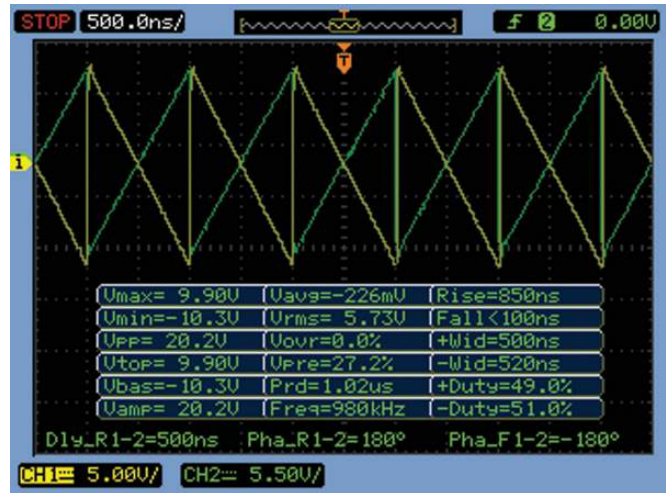 STOP 500.0ns/ T f 2 0.00V
T
1
Vmax= 9.90V Vavg=-226mV Rise=850ns
Vmin=-10.3V Vrms= 5.73V Fall<100ns
Vpp= 20.2V Vovr=0.0% +Wid=500ns
Vtop= 9.90V Vpre=27.2% -Wid=520ns
Vbas=-10.3V Prd=1.02us +Duty=49.0%
Vamp= 20.2V Freq=980kHz -Duty=51.0%
Dly_R1-2=500ns Pha_R1-2=180° Pha_F1-2=-180°
CH1 5.00V/ CH2 5.50V/